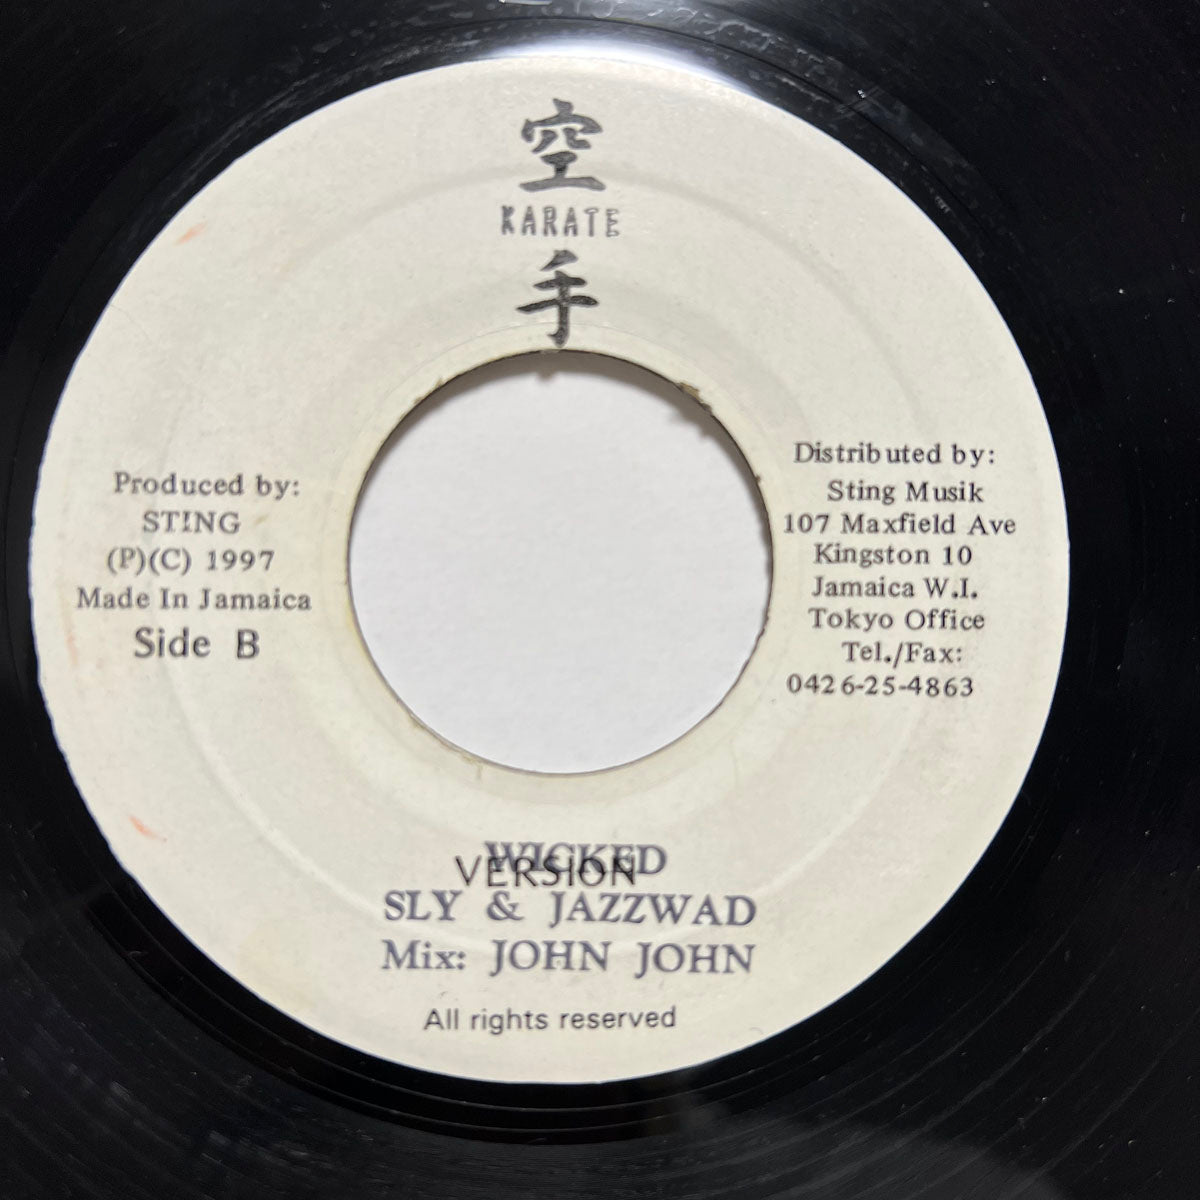 空
KARATE
手
Produced by:
STING
(P)(C) 1997
Made In Jamaica
Side B
Distributed by:
Sting Musik
107 Maxfield Ave
Kingston 10
Jamaica W.I.
Tokyo Office
Tel./Fax:
0426-25-4863
WICKED
VERSION
SLY & JAZZWAD
Mix: JOHN JOHN
All rights reserved